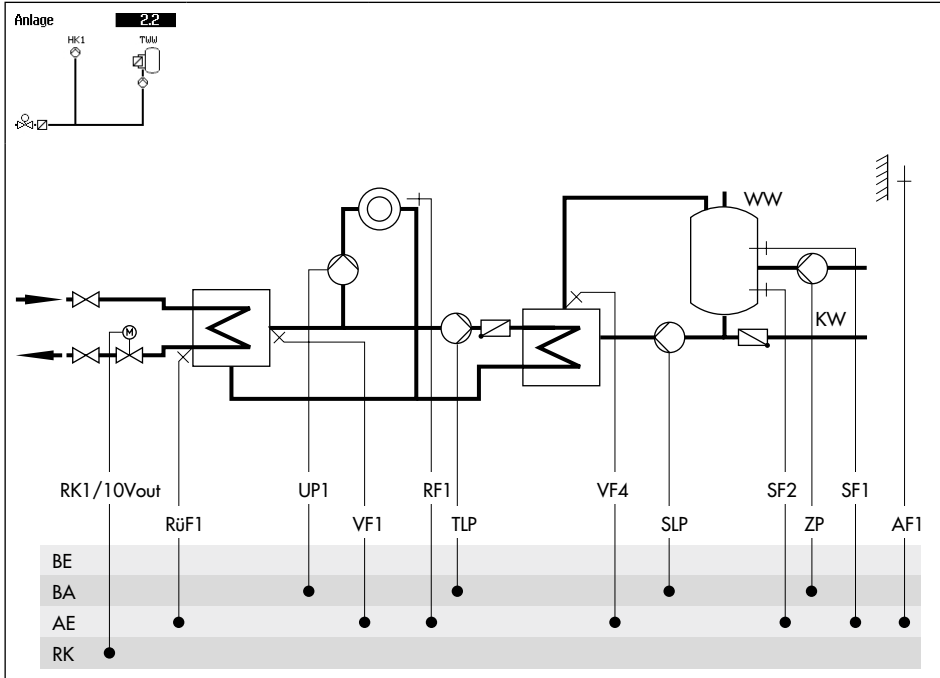 Anlage 2.2
HK1 TWW
WW
KW
M
RK1/10Vout UP1 RF1 VF4 SF2 SF1
RüF1 VF1 TLP SLP ZP AF1
BE
BA
AE
RK